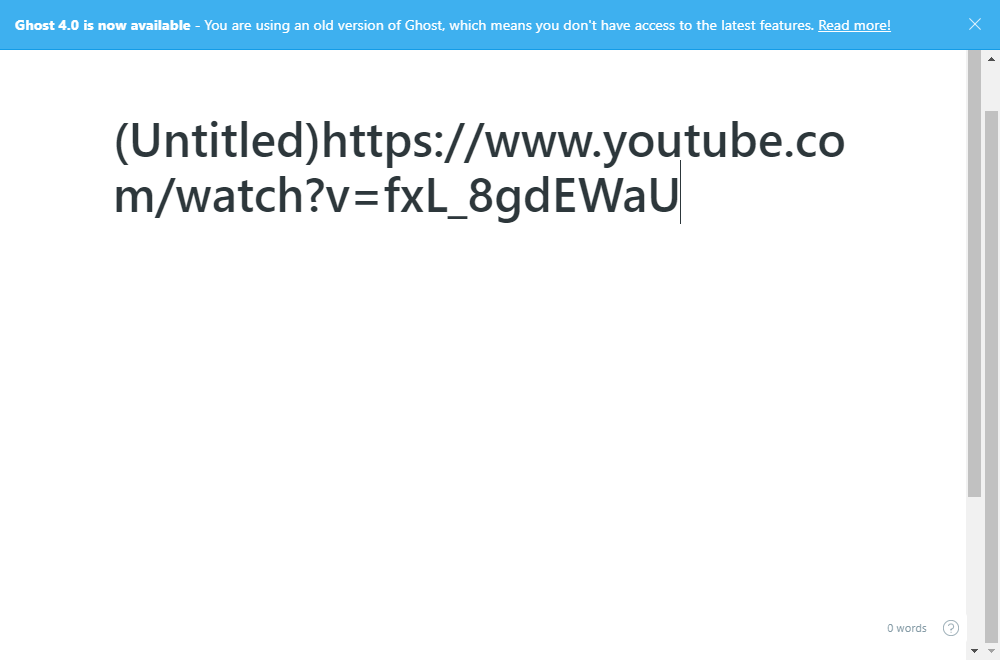 Ghost 4.0 is now available - You are using an old version of Ghost, which means you don't have access to the latest features. Read more!
(Untitled)https://www.youtube.co
m/watch?v=fxL_8gdEWaU
0 words
?